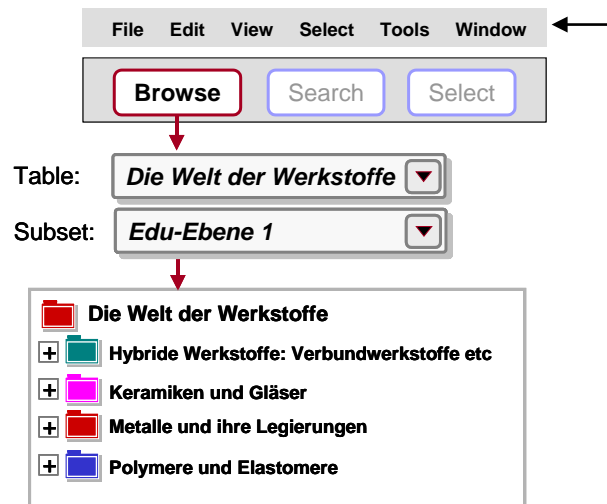 File Edit View Select Tools Window
Browse Search Select
Table: Die Welt der Werkstoffe
Subset: Edu-Ebene 1
Die Welt der Werkstoffe
Hybride Werkstoffe: Verbundwerkstoffe etc
Keramiken und Gläser
Metalle und ihre Legierungen
Polymere und Elastomere